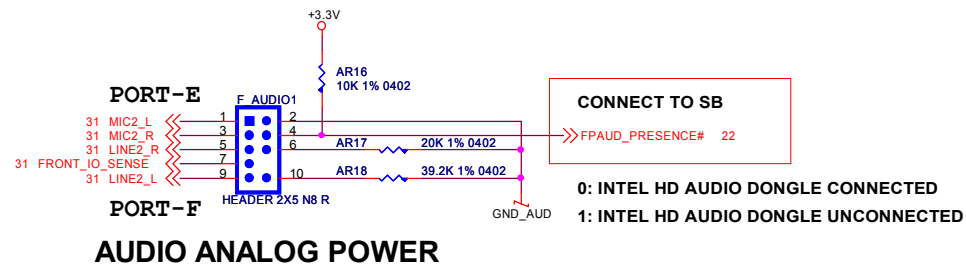 +3.3V
AR16
10K 1% 0402
PORT-E
F_AUDIO1
CONNECT TO SB
31 MIC2_L 1 2
31 MIC2_R 3 4 FPAUD_PRESENCE# 22
31 LINE2_R 5 6 AR17 20K 1% 0402
31 FRONT_IO_SENSE 7
31 LINE2_L 9 10 AR18 39.2K 1% 0402
0: INTEL HD AUDIO DONGLE CONNECTED
PORT-F
HEADER 2X5 N8 R
GND_AUD
1: INTEL HD AUDIO DONGLE UNCONNECTED
AUDIO ANALOG POWER